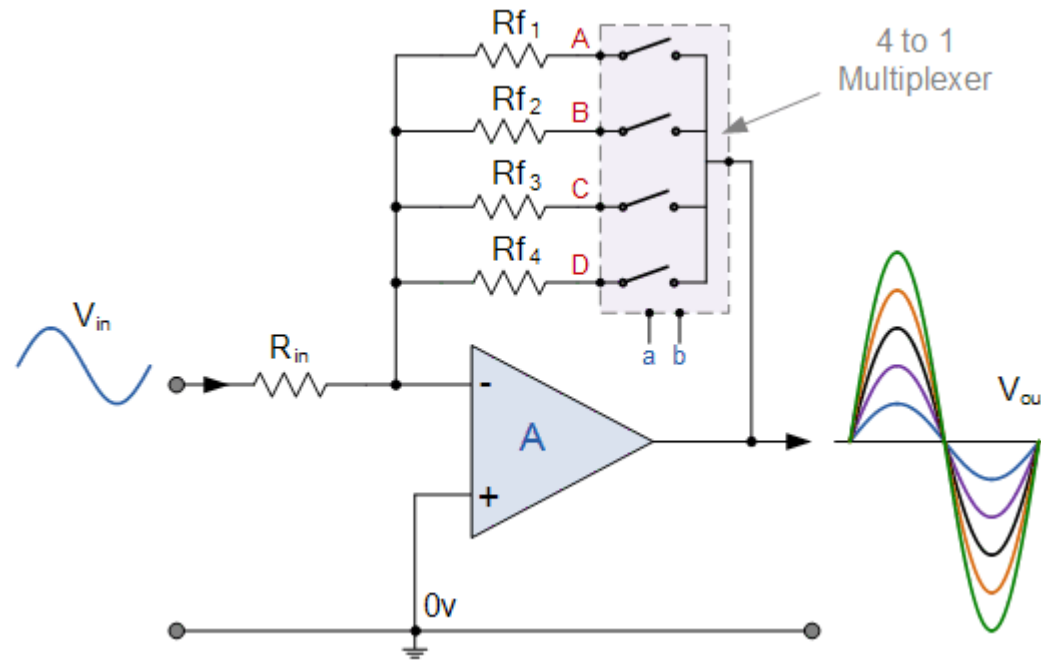 Rf1
A
4 to 1
Multiplexer
Rf2
B
Rf3
C
Rf4
D
Vin
Rin
a
b
-
A
+
Vou
0v